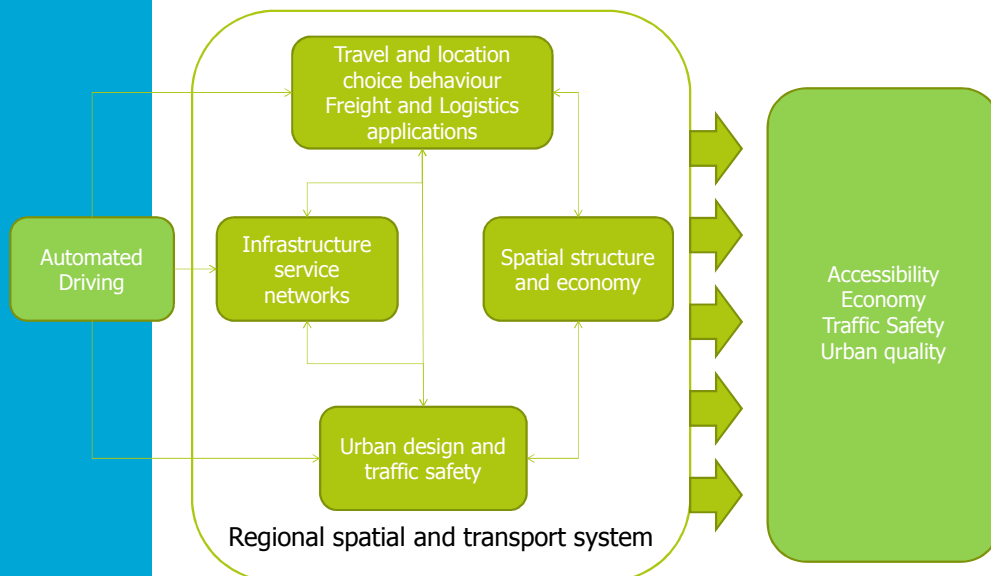 Travel and location
choice behaviour
Freight and Logistics
applications
Automated
Driving
Infrastructure
service
networks
Spatial structure
and economy
Urban design and
traffic safety
Regional spatial and transport system
Accessibility
Economy
Traffic Safety
Urban quality